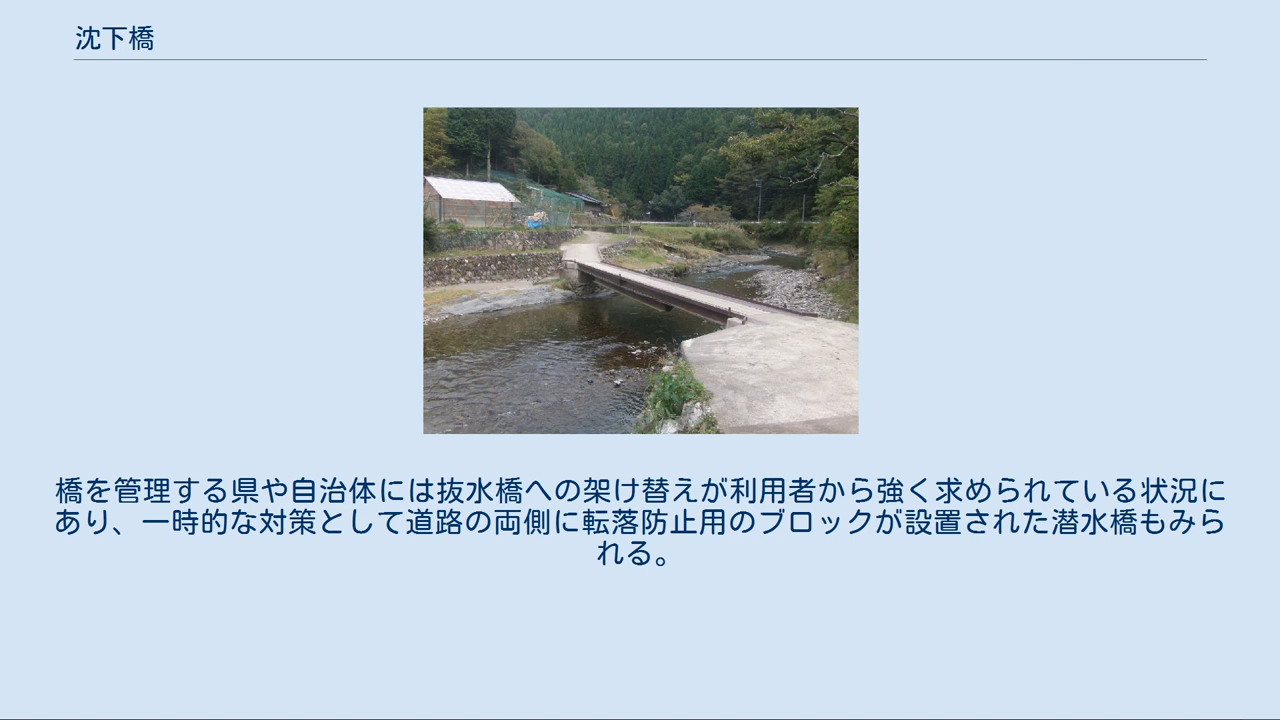 沈下橋
橋を管理する県や自治体には抜水橋への架け替えが利用者から強く求められている状況に
あり、一時的な対策として道路の両側に転落防止用のブロックが設置された潜水橋もみら
れる。